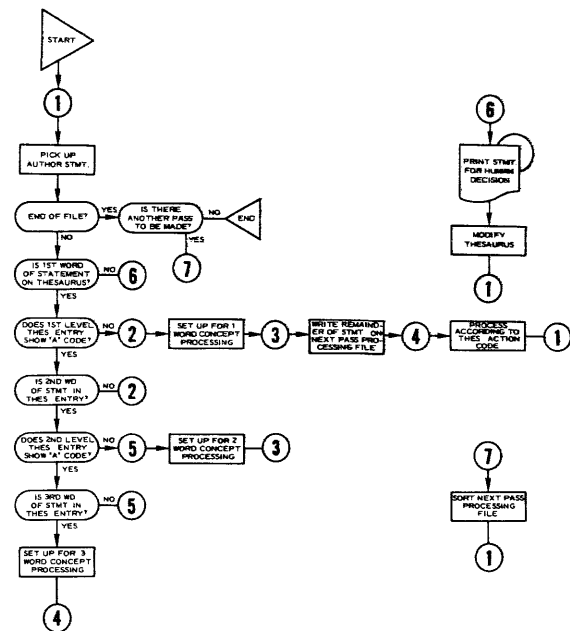 START
1
PICK UP
AUTHOR STMT.
END OF FILE?
YES
IS THERE
ANOTHER PASS
TO BE MADE?
NO
END
YES
7
NO
IS 1ST WORD
OF STATEMENT
ON THESAURUS?
NO
6
YES
DOES 1ST LEVEL
THES ENTRY
SHOW "A" CODE?
NO
2
SET UP FOR 1
WORD CONCEPT
PROCESSING
3
WRITE REMAIND-
ER OF STMT ON
NEXT PASS PRO-
CESSING FILE
4
PROCESS
ACCORDING TO
THES ACTION
CODE
1
YES
IS 2ND WD
OF STMT IN
THES ENTRY?
NO
2
YES
DOES 2ND LEVEL
THES ENTRY
SHOW "A" CODE?
NO
5
SET UP FOR 2
WORD CONCEPT
PROCESSING
3
YES
IS 3RD WD
OF STMT IN
THES ENTRY?
NO
5
YES
SET UP FOR 3
WORD CONCEPT
PROCESSING
4
6
PRINT STMT.
FOR HUMAN
DECISION
MODIFY
THESAURUS
1
7
SORT NEXT PASS
PROCESSING
FILE
1